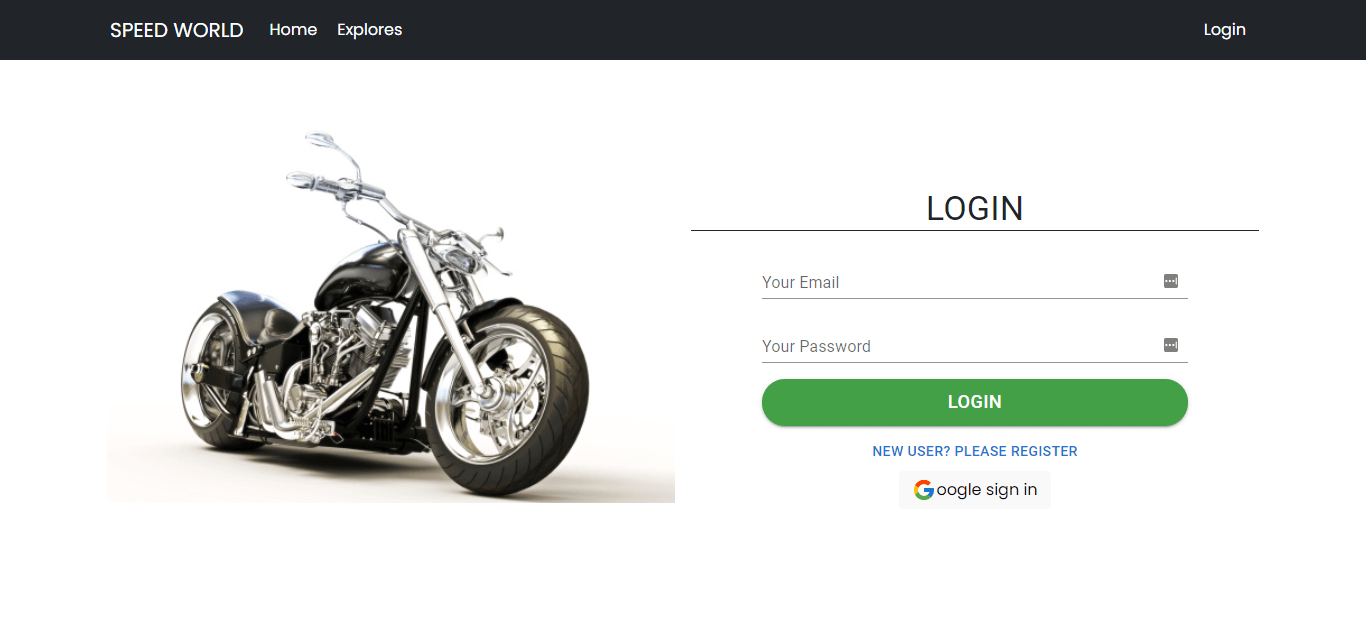 SPEED WORLD Home Explores Login
LOGIN
Your Email
Your Password
LOGIN
NEW USER? PLEASE REGISTER
Google sign in